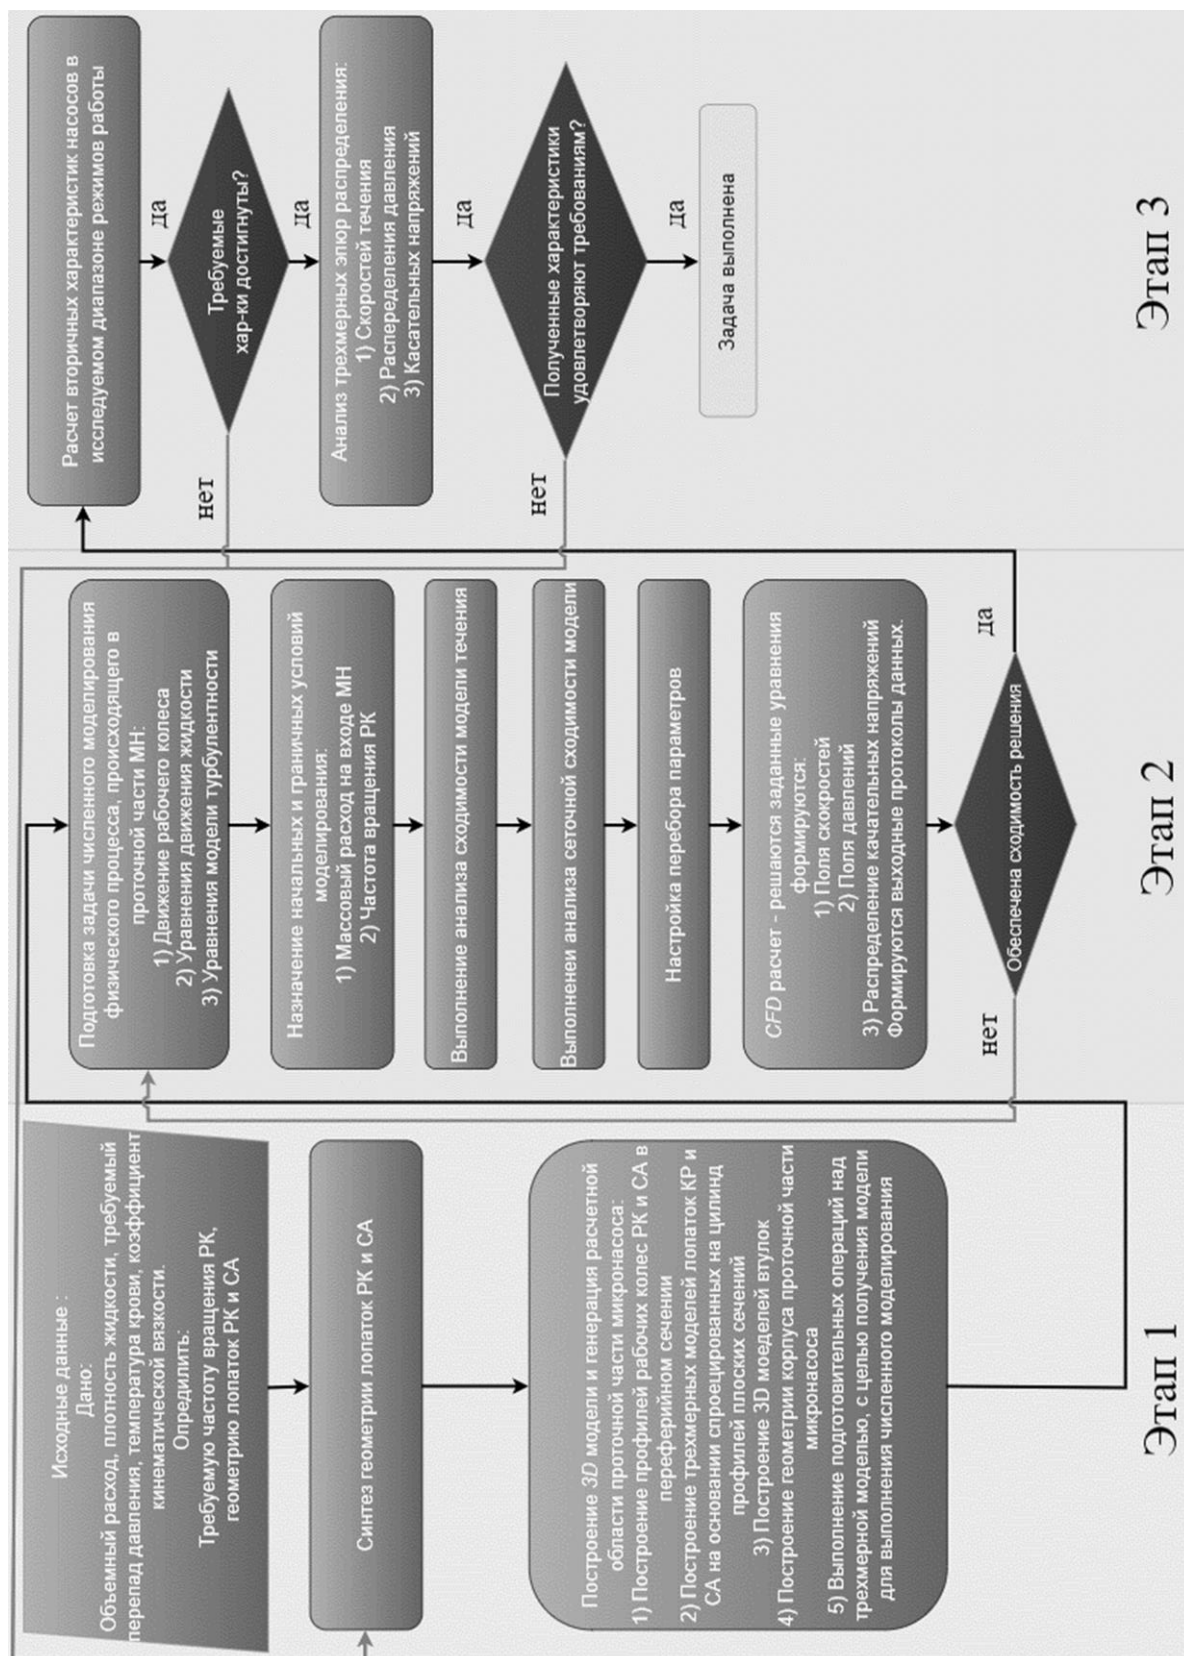 Исходные данные :
Дано:
Объемный расход, плотность жидкости, требуемый
перепад давления, температура крови, коэффициент
кинематической вязкости.
Определить:
Требуемую частоту вращения РК,
геометрию лопаток РК и СА
Синтез геометрии лопаток РК и СА
Построение 3D модели и генерация расчетной
области проточной части микронасоса:
1) Построение профилей рабочих колес РК и СА в
переферийном сечении
2) Построение трехмерных моделей лопаток КР и
СА на основании спроецированных на цилинд
профилей плоских сечений
3) Построение 3D моеделей втулок
4) Построение геометрии корпуса проточной части
микронасоса
5) Выполнение подготовительных операций над
трехмерной моделью, с целью получения модели
для выполнения численного моделирования
Этап 1
Подготовка задачи численного моделирования
физического процесса, происходящего в
проточной части МН:
1) Движение рабочего колеса
2) Уравнения движения жидкости
3) Уравнения модели турбулентности
Назначение начальных и граничных условий
моделирования:
1) Массовый расход на входе МН
2) Частота вращения РК
Выполнение анализа сходимости модели течения
Выполненеи анализа сеточной сходимости модели
Настройка перебора параметров
CFD расчет - решаются заданные уравнения
формируются:
1) Поля скоростей
2) Поля давлений
3) Распределение качательных напряжений
Формируются выходные протоколы данных.
Обеспечена сходимость решения
нет
да
Этап 2
Расчет вторичных характеристик насосов в
исследуемом диапазоне режимов работы
да
Требуемые
хар-ки достигнуты?
нет
да
Анализ трехмерных эпюр распределения:
1) Скоростей течения
2) Распеределения давления
3) Касательных напряжений
да
Полученные характеристики
удовлетворяют требованиям?
нет
да
Задача выполнена
Этап 3